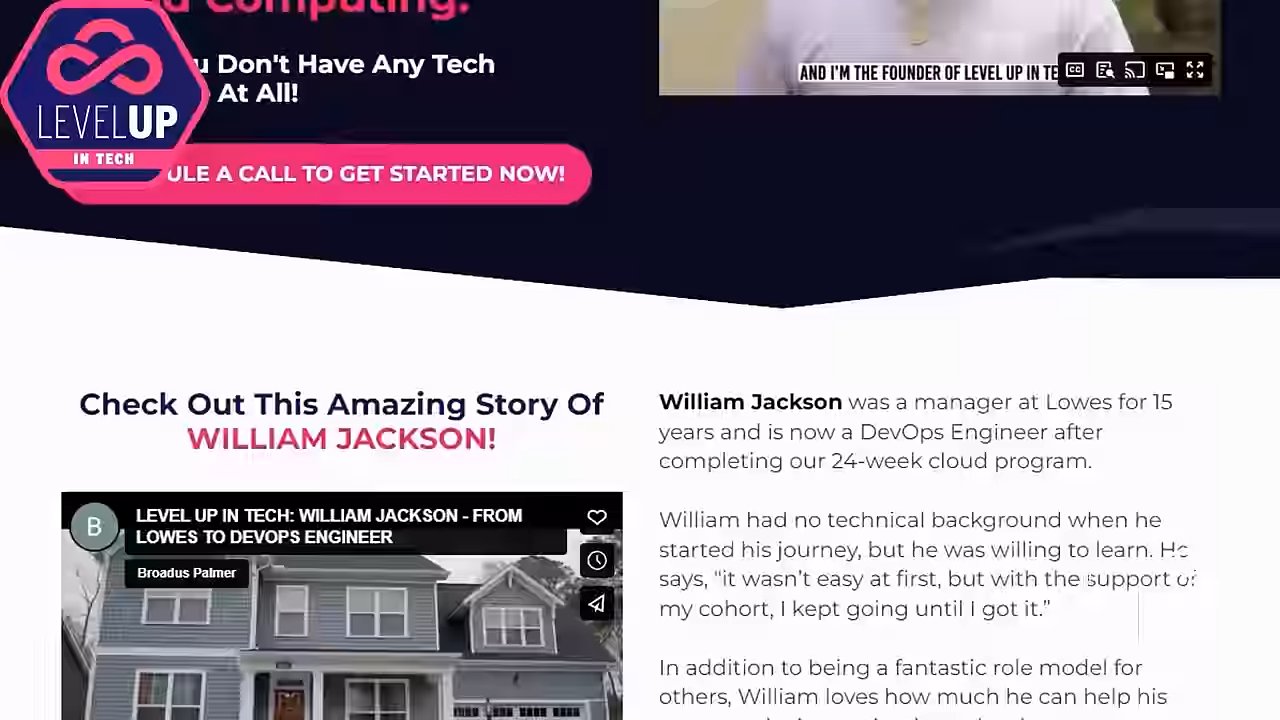 Computing.
u Don't Have Any Tech
At All!
LEVELUP
IN TECH
ULE A CALL TO GET STARTED NOW!
AND I'M THE FOUNDER OF LEVEL UP IN TE
Check Out This Amazing Story Of
WILLIAM JACKSON!
B
LEVEL UP IN TECH: WILLIAM JACKSON - FROM
LOWES TO DEVOPS ENGINEER
Broadus Palmer
William Jackson was a manager at Lowes for 15
years and is now a DevOps Engineer after
completing our 24-week cloud program.
William had no technical background when he
started his journey, but he was willing to learn. He
says, “it wasn’t easy at first, but with the support of
my cohort, I kept going until I got it.”
In addition to being a fantastic role model for
others, William loves how much he can help his